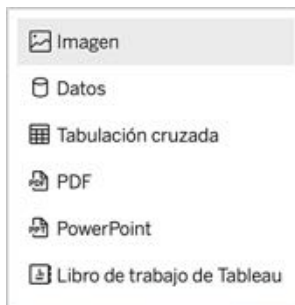 Imagen
Datos
Tabulación cruzada
PDF
PowerPoint
Libro de trabajo de Tableau